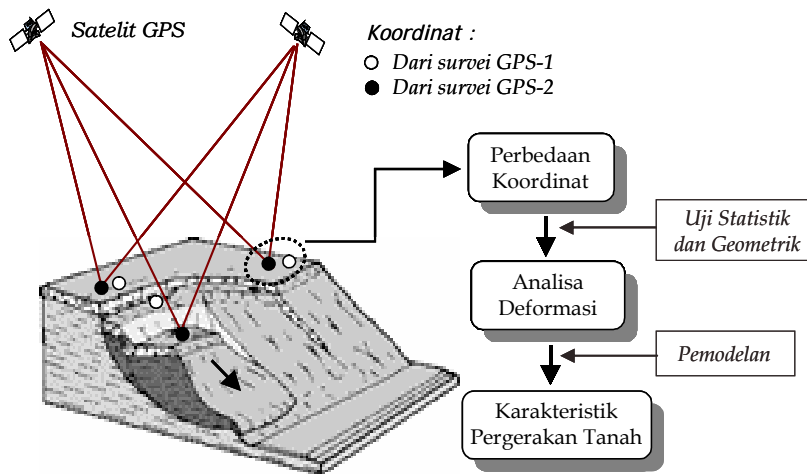 Satelit GPS
Koordinat :
Dari survei GPS-1
Dari survei GPS-2
Perbedaan
Koordinat
Uji Statistik
dan Geometrik
Analisa
Deformasi
Pemodelan
Karakteristik
Pergerakan Tanah